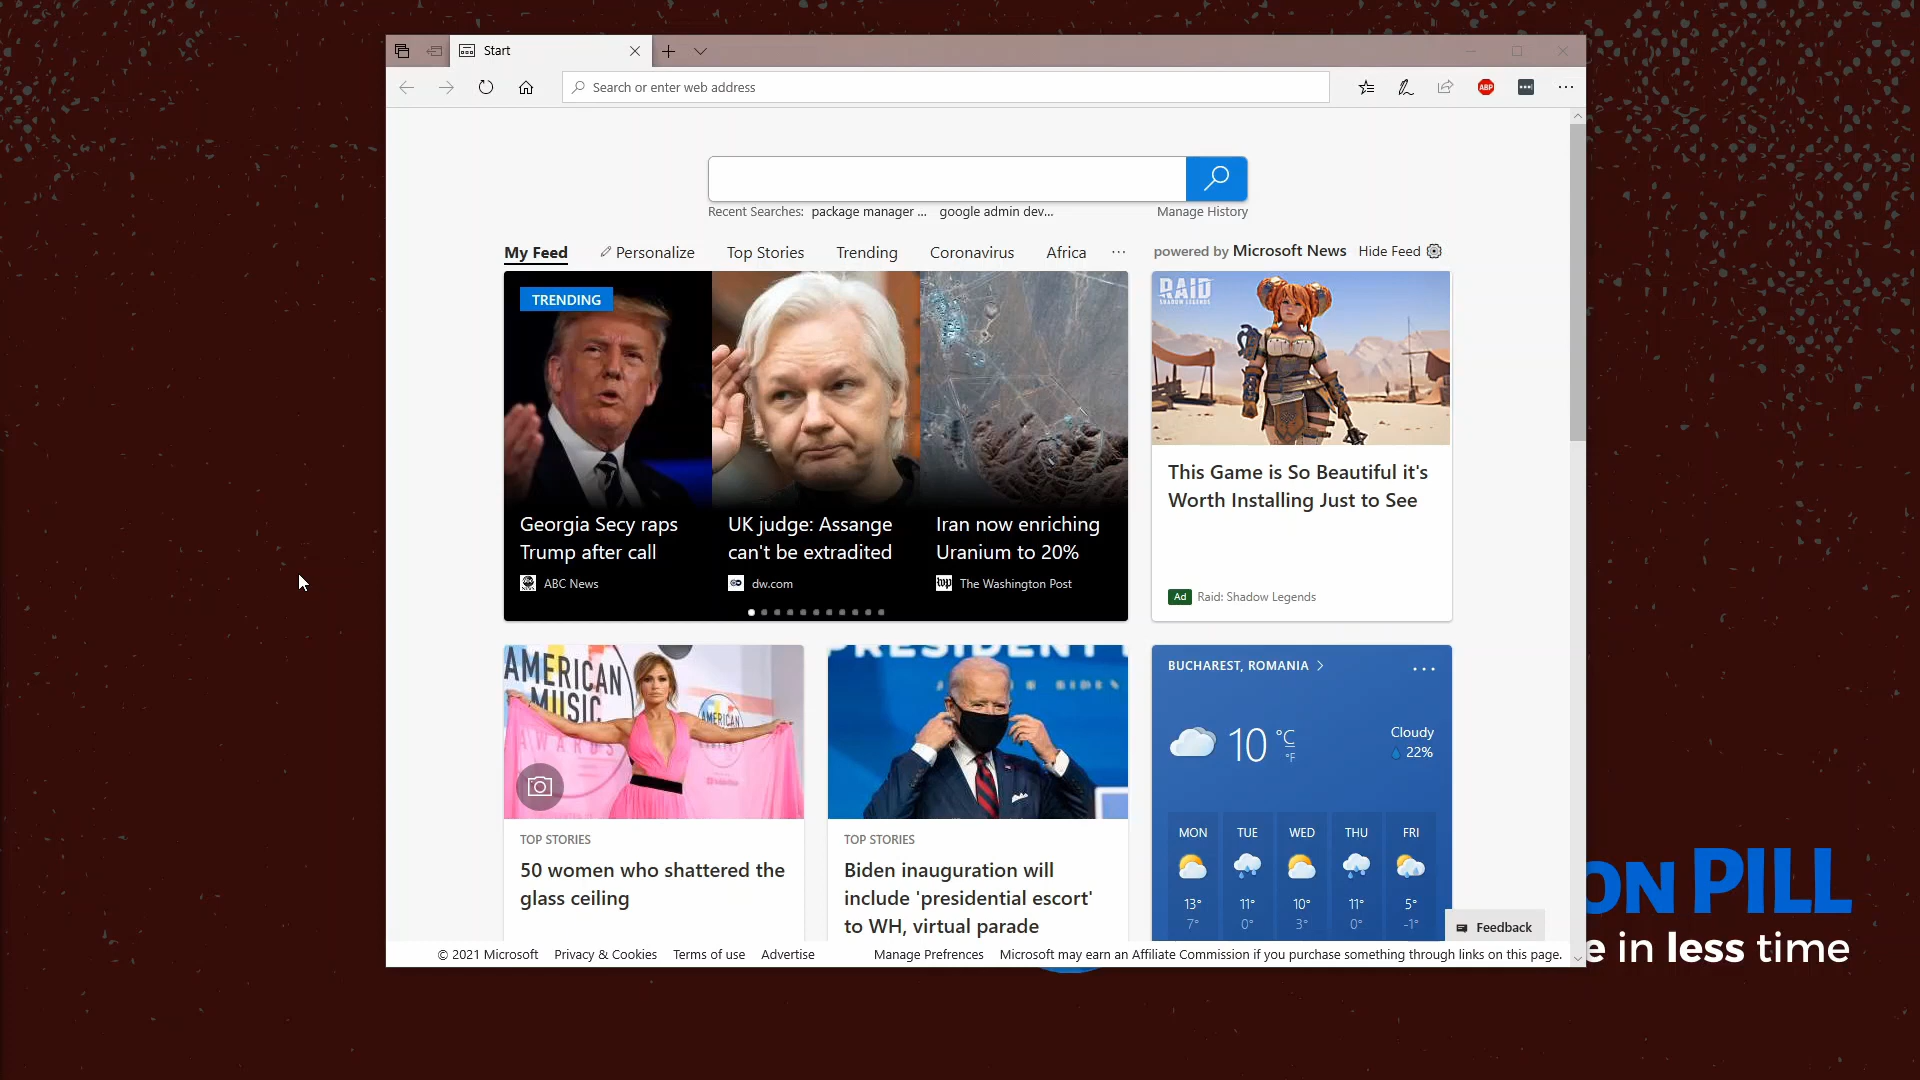 Start
Search or enter web address
ABP
Recent Searches: package manager ... google admin dev... Manage History
My Feed Personalize Top Stories Trending Coronavirus Africa ...
powered by Microsoft News Hide Feed
TRENDING
Georgia Secy raps
Trump after call
ABC News
UK judge: Assange
can't be extradited
dw.com
Iran now enriching
Uranium to 20%
wp The Washington Post
RAID
SHADOW LEGENDS
This Game is So Beautiful it's
Worth Installing Just to See
Ad Raid: Shadow Legends
AMERICAN
MUSIC
AWARDS
AMERICAN
TOP STORIES
50 women who shattered the
glass ceiling
TOP STORIES
Biden inauguration will
include 'presidential escort'
to WH, virtual parade
BUCHAREST, ROMANIA
10 °C
°F
Cloudy
22%
MON TUE WED THU FRI
13° 11° 10° 11° 5°
7° 0° 3° 0° -1°
Feedback
© 2021 Microsoft Privacy & Cookies Terms of use Advertise Manage Prefrences Microsoft may earn an Affiliate Commission if you purchase something through links on this page.
ON PILL
e in less time